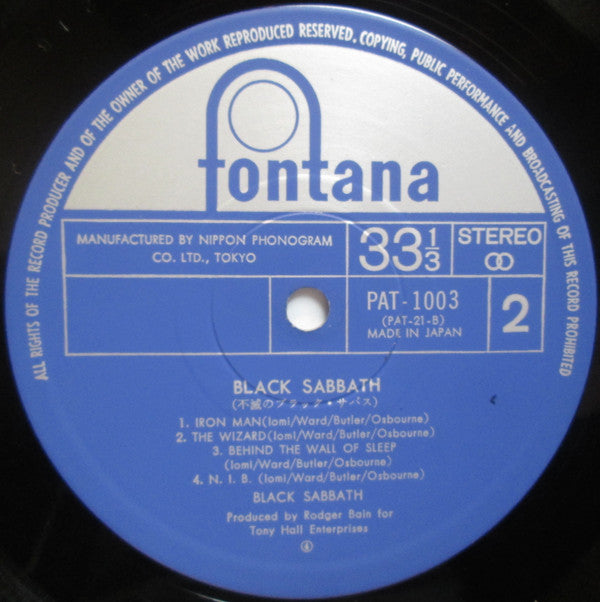 ALL RIGHTS OF THE RECORD PRODUCER AND OF THE OWNER OF THE WORK REPRODUCED RESERVED. COPYING, PUBLIC PERFORMANCE AND BROADCASTING OF THIS RECORD PROHIBITED
fontana
MANUFACTURED BY NIPPON PHONOGRAM
CO. LTD., TOKYO
33 1/3
STEREO
PAT-1003
(PAT-21-B)
MADE IN JAPAN
2
BLACK SABBATH
(不滅のブラック・サバス)
1. IRON MAN(Iomi/Ward/Butler/Osbourne)
2. THE WIZARD(Iomi/Ward/Butler/Osbourne)
3. BEHIND THE WALL OF SLEEP
(Iomi/Ward/Butler/Osbourne)
4. N. I. B. (Iomi/Ward/Butler/Osbourne)
BLACK SABBATH
Produced by Rodger Bain for
Tony Hall Enterprises